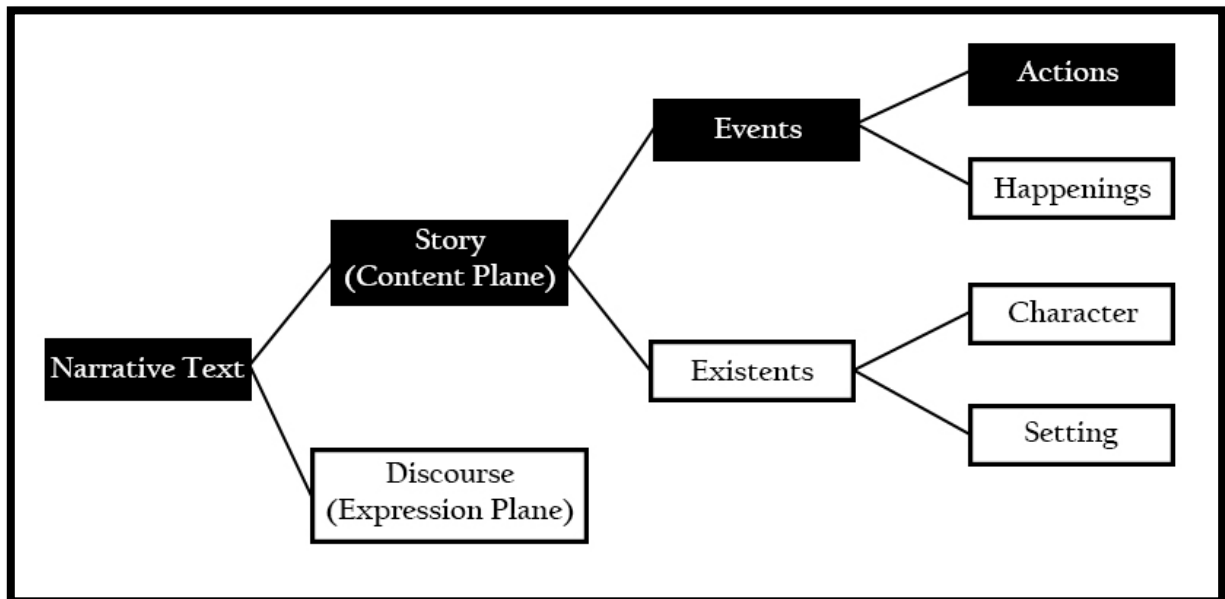 Actions
Events
Happenings
Story
(Content Plane)
Character
Narrative Text
Existents
Setting
Discourse
(Expression Plane)